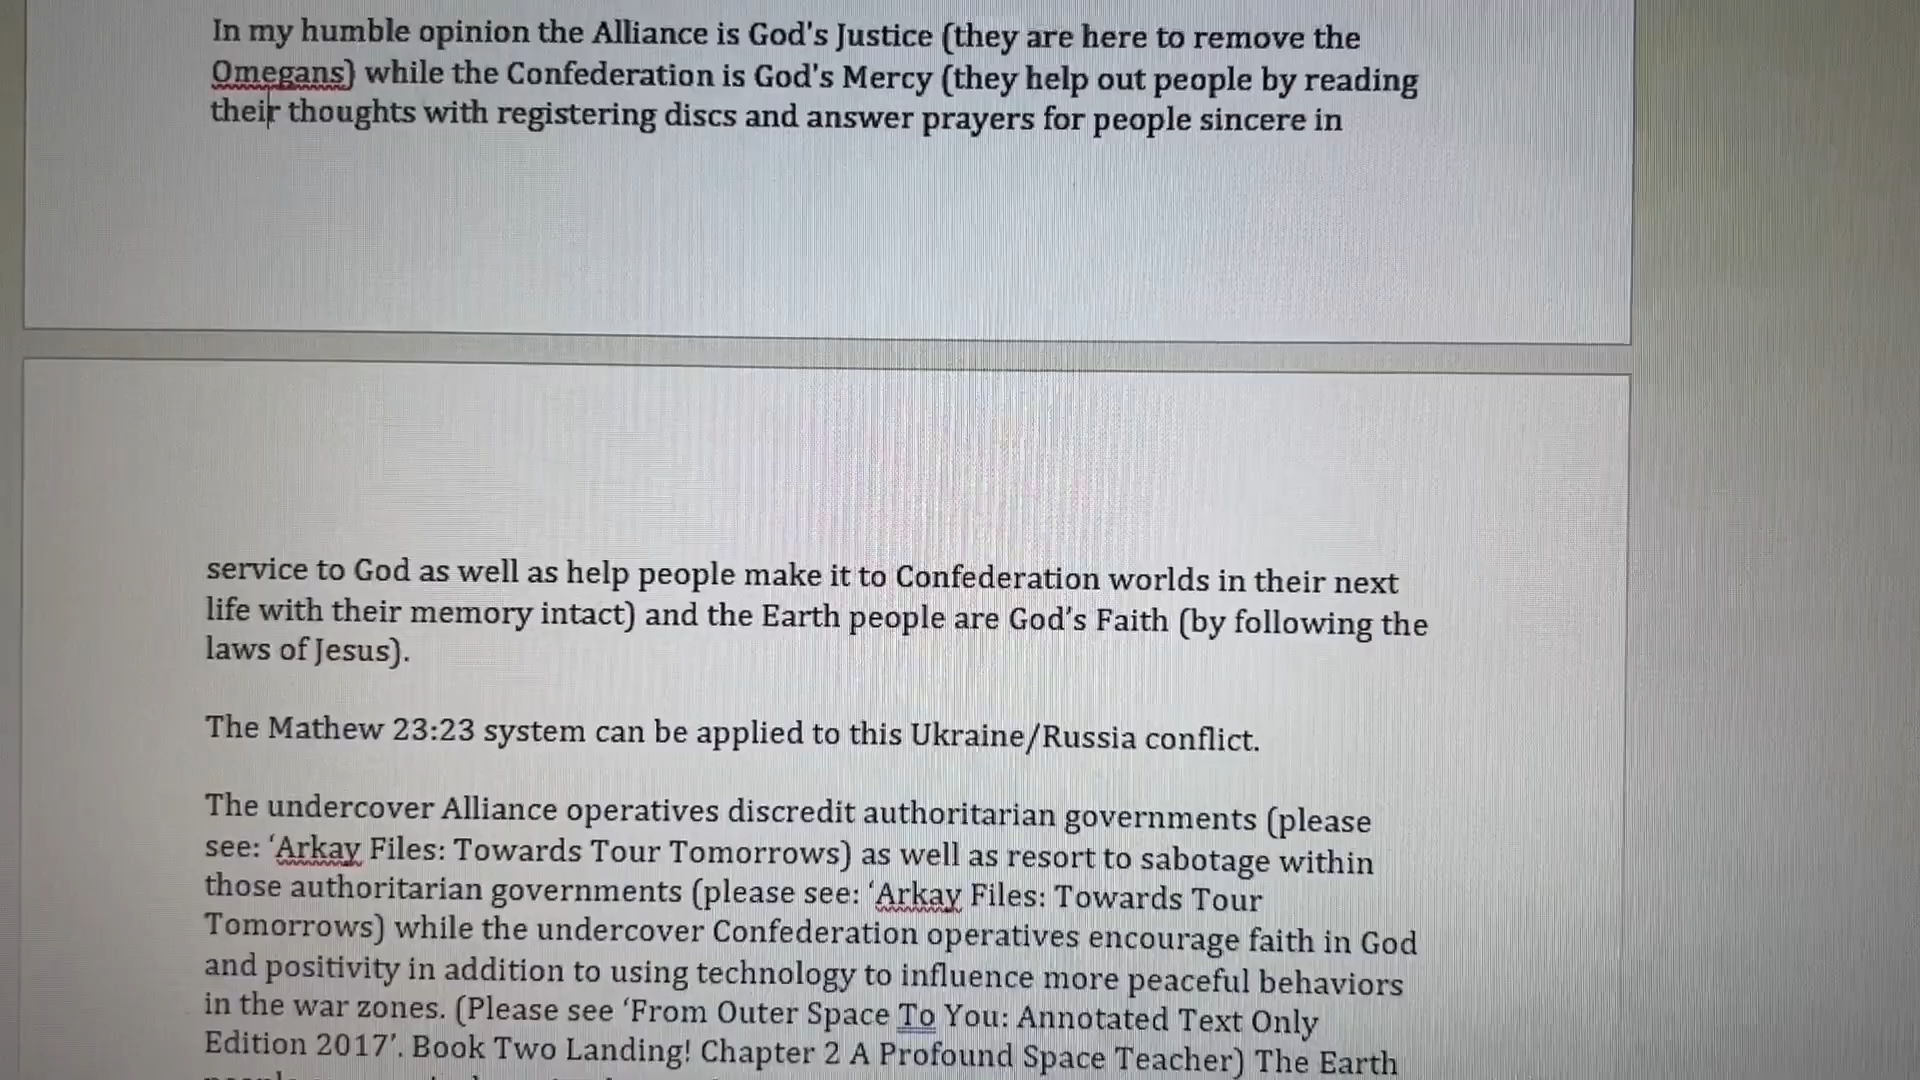 In my humble opinion the Alliance is God's Justice (they are here to remove the
Omegans) while the Confederation is God's Mercy (they help out people by reading
their thoughts with registering discs and answer prayers for people sincere in
service to God as well as help people make it to Confederation worlds in their next
life with their memory intact) and the Earth people are God's Faith (by following the
laws of Jesus).
The Mathew 23:23 system can be applied to this Ukraine/Russia conflict.
The undercover Alliance operatives discredit authoritarian governments (please
see: ‘Arkay Files: Towards Tour Tomorrows) as well as resort to sabotage within
those authoritarian governments (please see: ‘Arkay Files: Towards Tour
Tomorrows) while the undercover Confederation operatives encourage faith in God
and positivity in addition to using technology to influence more peaceful behaviors
in the war zones. (Please see ‘From Outer Space To You: Annotated Text Only
Edition 2017’. Book Two Landing! Chapter 2 A Profound Space Teacher) The Earth